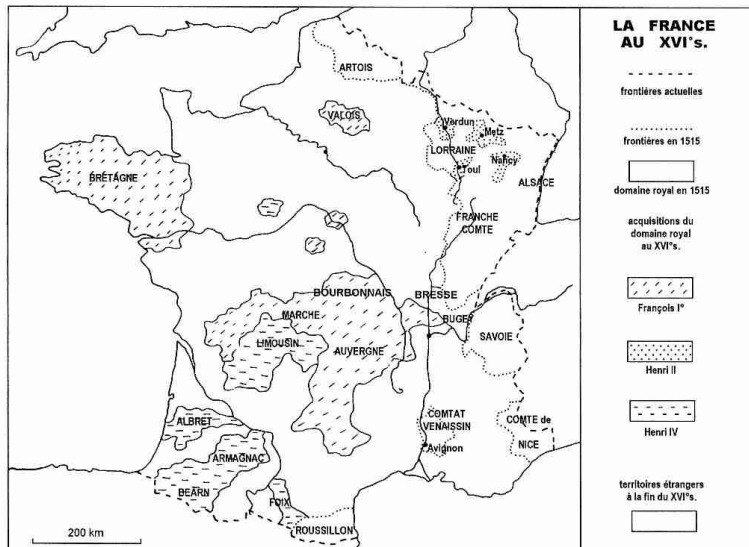 LA FRANCE
AU XVI°s.
frontières actuelles
frontières en 1515
domaine royal en 1515
acquisitions du
domaine royal
au XVI°s.
François I°
Henri II
Henri IV
territoires étrangers
à la fin du XVI°s.
ARTOIS
VALOIS
Verdun
Metz
LORRAINE
Nancy
Toul
ALSACE
BRETAGNE
FRANCHE
COMTE
BOURBONNAIS
BRESSE
MARCHE
BUGEY
LIMOUSIN
SAVOIE
AUVERGNE
ALBRET
COMTAT
VENAISSIN
COMTE de
NICE
Avignon
ARMAGNAC
BEARN
FOIX
ROUSSILLON
200 km